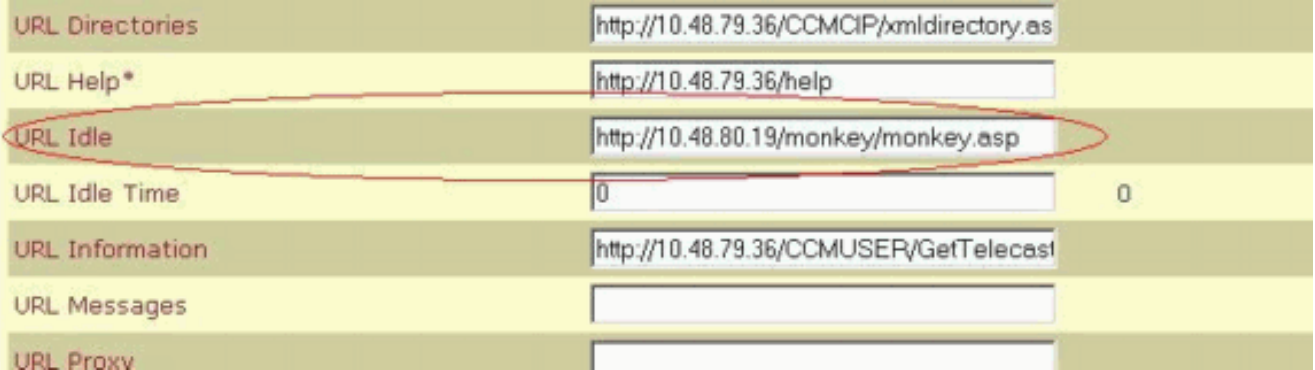 URL Directories http://10.48.79.36/CCMCIP/xmldirectory.as
URL Help* http://10.48.79.36/help
URL Idle http://10.48.80.19/monkey/monkey.asp
URL Idle Time 0 0
URL Information http://10.48.79.36/CCMUSER/GetTelecast
URL Messages
URL Proxy